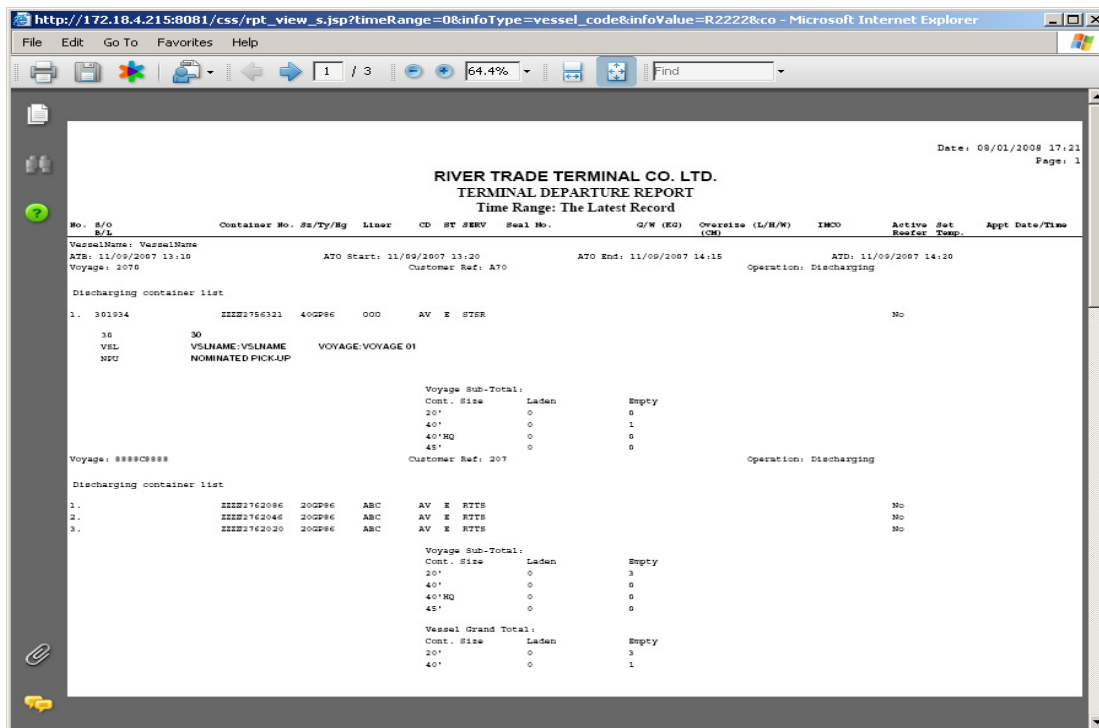 http://172.18.4.215:8081/css/rpt_view_s.jsp?timeRange=0&infoType=vessel_code&infoValue=R2222&co - Microsoft Internet Explorer
File Edit Go To Favorites Help
1 / 3 64.4% Find
Date: 08/01/2008 17:21
Page: 1
RIVER TRADE TERMINAL CO. LTD.
TERMINAL DEPARTURE REPORT
Time Range: The Latest Record
No. S/O Container No. Sz/Ty/Hg Liner CD ST SERV Seal No. G/W (KG) Oversize (L/H/W) IMCO Active Set Appt Date/Time
B/L (CM) Reefer Temp.
VesselName: VesselName
ATB: 11/09/2007 13:10 ATO Start: 11/09/2007 13:20 ATO End: 11/09/2007 14:15 ATD: 11/09/2007 14:20
Voyage: 2070 Customer Ref: A70 Operation: Discharging
Discharging container list
1. 301934 ZZZZ2756321 40GP86 OOO AV E STSR No
30 30
VSL VSLNAME:VSLNAME VOYAGE:VOYAGE 01
NPU NOMINATED PICK-UP
Voyage Sub-Total:
Cont. Size Laden Empty
20' 0 0
40' 0 1
40'HQ 0 0
45' 0 0
Voyage: 8888C8888 Customer Ref: 207 Operation: Discharging
Discharging container list
1. ZZZZ2762086 20GP86 ABC AV E RTTS No
2. ZZZZ2762046 20GP86 ABC AV E RTTS No
3. ZZZZ2762020 20GP86 ABC AV E RTTS No
Voyage Sub-Total:
Cont. Size Laden Empty
20' 0 3
40' 0 0
40'HQ 0 0
45' 0 0
Vessel Grand Total:
Cont. Size Laden Empty
20' 0 3
40' 0 1